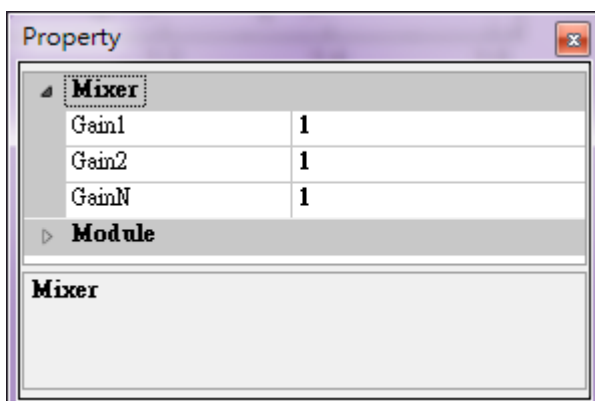 Property
Mixer
Gain1 1
Gain2 1
GainN 1
Module
Mixer